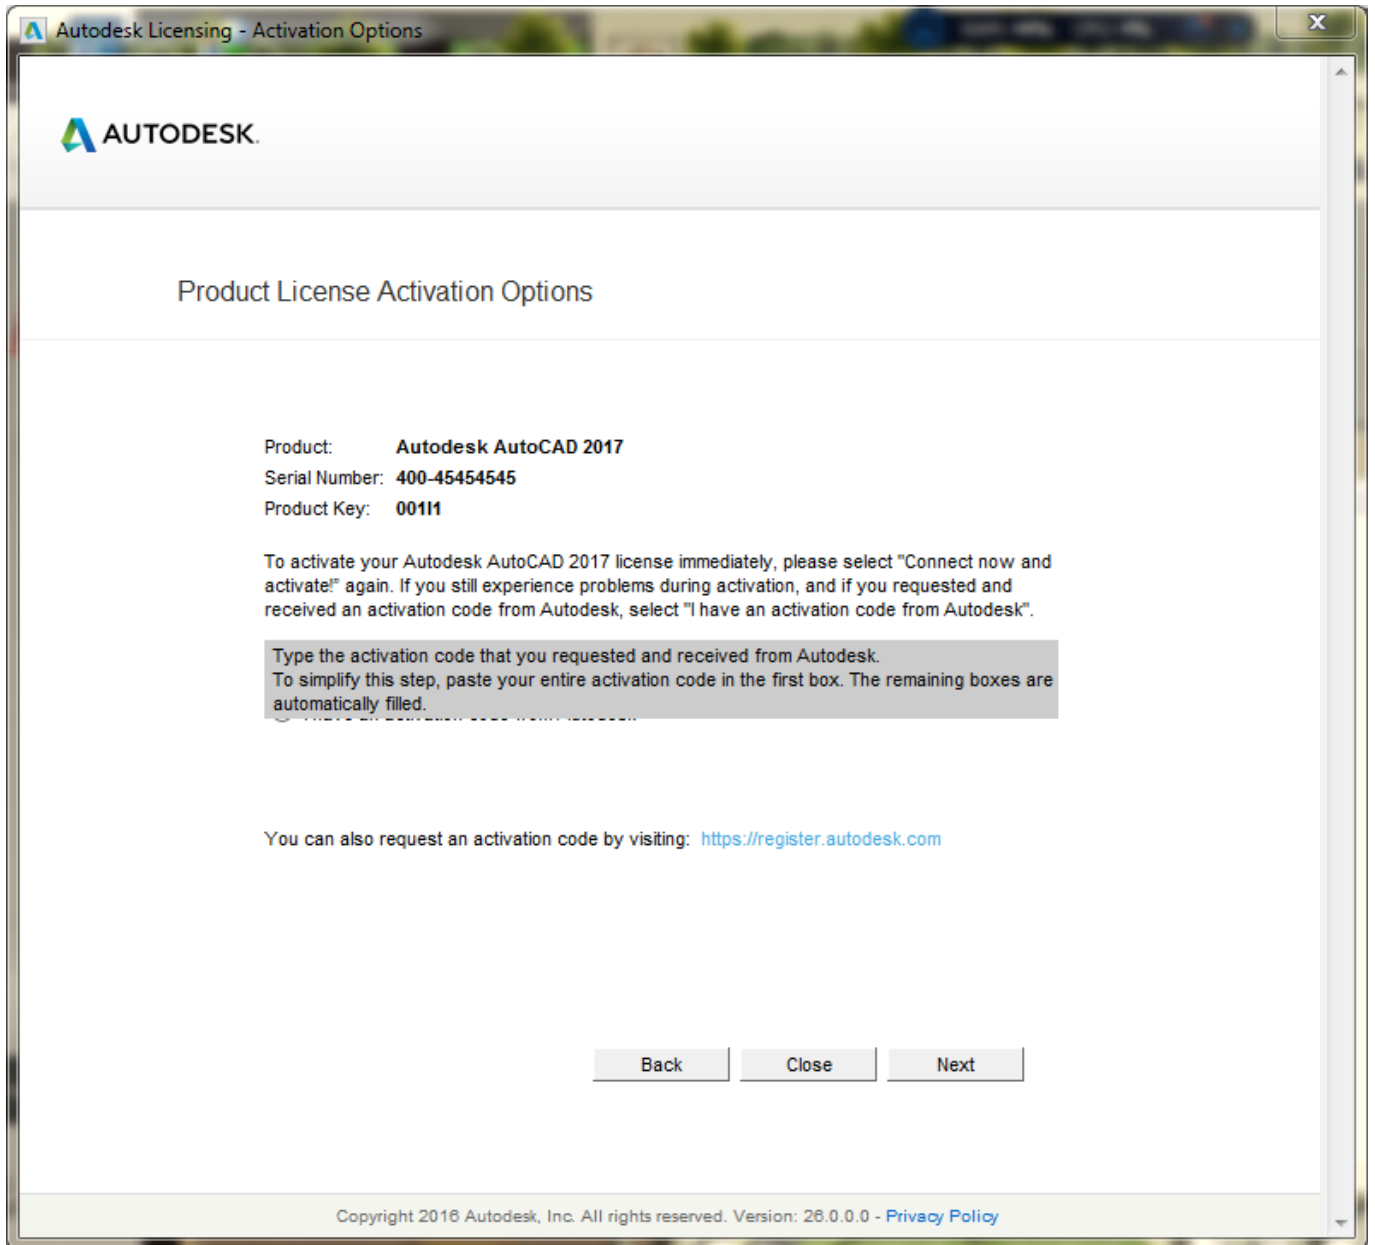 Autodesk Licensing - Activation Options
X
AUTODESK.
Product License Activation Options
Product: Autodesk AutoCAD 2017
Serial Number: 400-45454545
Product Key: 001I1
To activate your Autodesk AutoCAD 2017 license immediately, please select "Connect now and
activate!" again. If you still experience problems during activation, and if you requested and
received an activation code from Autodesk, select "I have an activation code from Autodesk".
Type the activation code that you requested and received from Autodesk.
To simplify this step, paste your entire activation code in the first box. The remaining boxes are
automatically filled.
You can also request an activation code by visiting: https://register.autodesk.com
Back Close Next
Copyright 2016 Autodesk, Inc. All rights reserved. Version: 26.0.0.0 - Privacy Policy